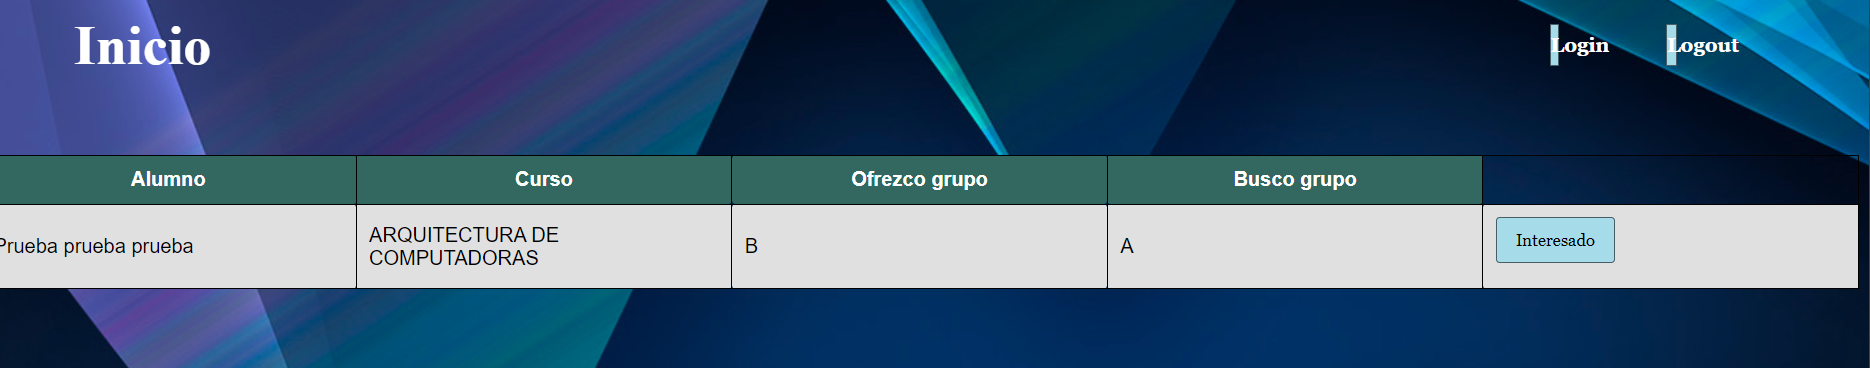 Inicio
Login
Logout
Alumno
Curso
Ofrezco grupo
Busco grupo
Prueba prueba prueba
ARQUITECTURA DE
COMPUTADORAS
B
A
Interesado